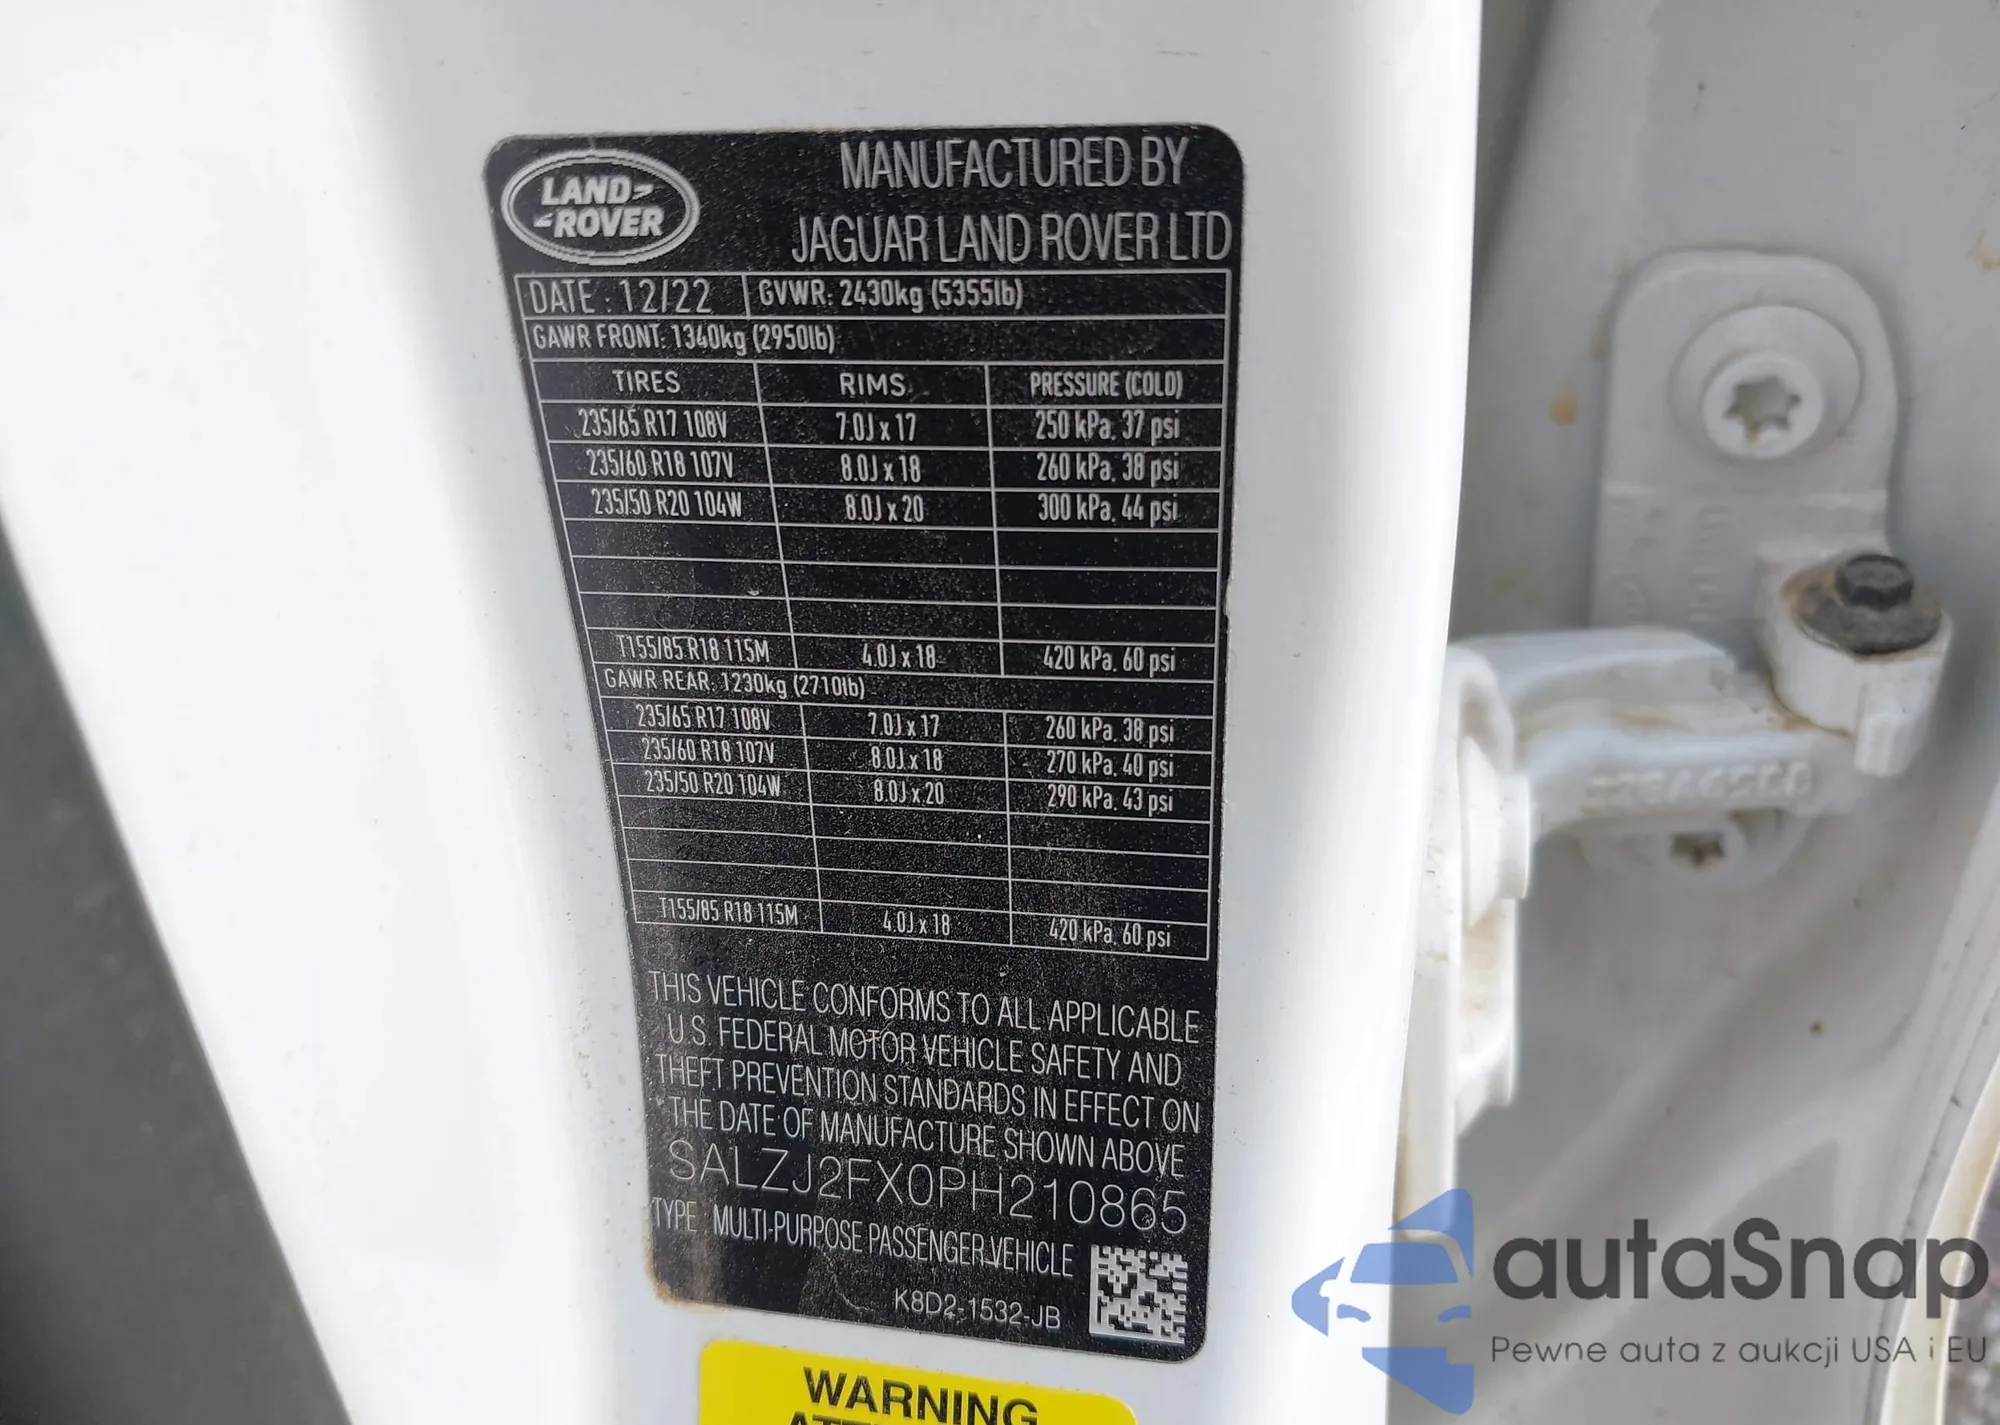 LAND-
-ROVER
MANUFACTURED BY
JAGUAR LAND ROVER LTD
DATE : 12/22 GVWR: 2430kg (5355lb)
GAWR FRONT: 1340kg (2950lb)
TIRES RIMS PRESSURE (COLD)
235/65 R17 108V 7.0J x 17 250 kPa, 37 psi
235/60 R18 107V 8.0J x 18 260 kPa, 38 psi
235/50 R20 104W 8.0J x 20 300 kPa, 44 psi
T155/85 R18 115M 4.0J x 18 420 kPa, 60 psi
GAWR REAR: 1230kg (2710lb)
235/65 R17 108V 7.0J x 17 260 kPa, 38 psi
235/60 R18 107V 8.0J x 18 270 kPa, 40 psi
235/50 R20 104W 8.0J x 20 290 kPa, 43 psi
T155/85 R18 115M 4.0J x 18 420 kPa, 60 psi
THIS VEHICLE CONFORMS TO ALL APPLICABLE
U.S. FEDERAL MOTOR VEHICLE SAFETY AND
THEFT PREVENTION STANDARDS IN EFFECT ON
THE DATE OF MANUFACTURE SHOWN ABOVE
SALZJ2FX0PH210865
TYPE MULTI-PURPOSE PASSENGER VEHICLE
K8D2-1532-JB
WARNING
autaSnap
Pewne auta z aukcji USA i EU